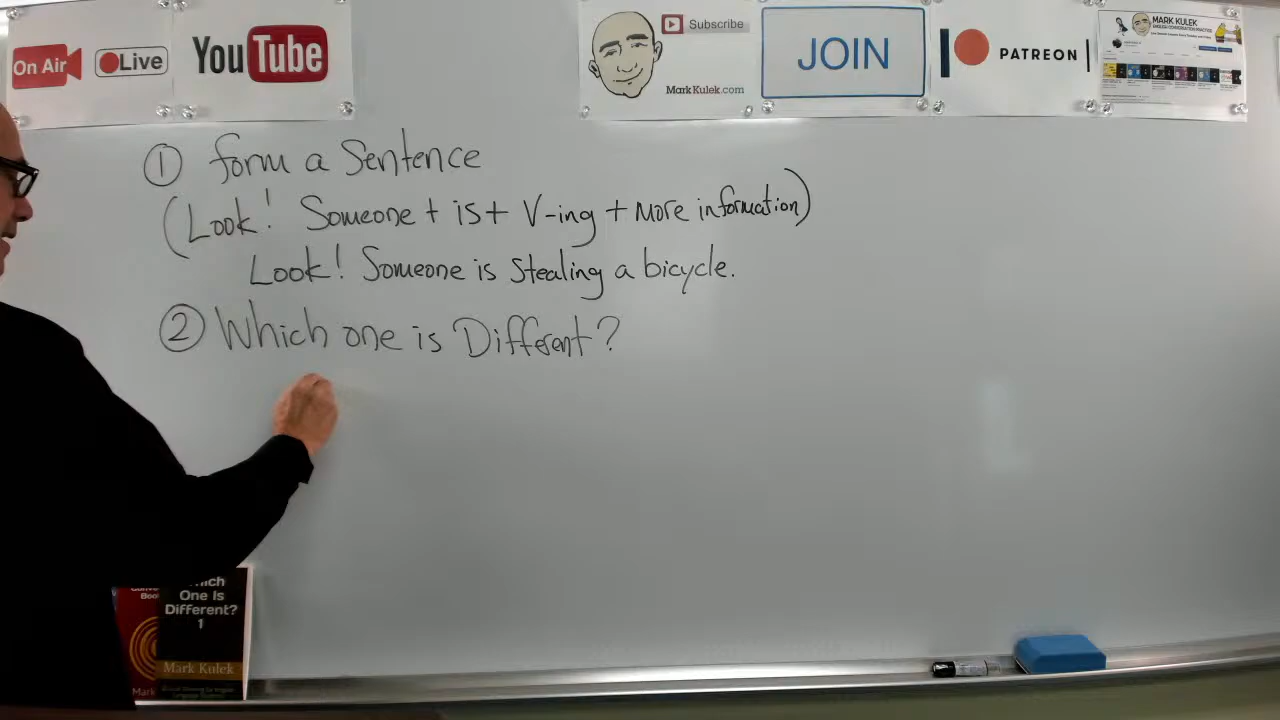 On Air
Live
YouTube
Subscribe
MarkKulek.com
JOIN
PATREON
MARK KULEK
① form a Sentence
(Look! Someone + is + V-ing + More information)
Look! Someone is Stealing a bicycle.
② Which one is Different?
Which
One Is
Different?
1
Mark Kulek
Mark